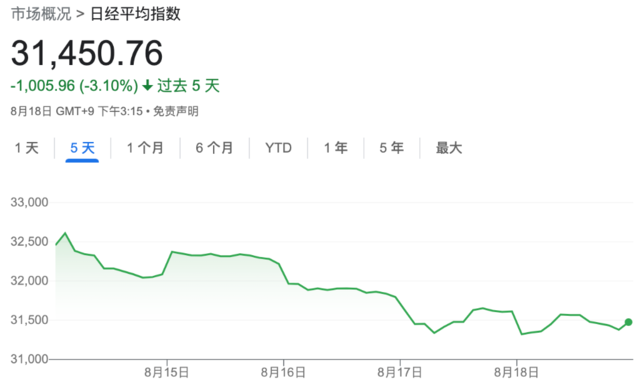 市场概况 > 日经平均指数
31,450.76
-1,005.96 (-3.10%) ↓ 过去 5 天
8月18日 GMT+9 下午3:15 • 免责声明
1 天 5 天 1 个月 6 个月 YTD 1 年 5 年 最大
33,000
32,500
32,000
31,500
31,000
8月15日 8月16日 8月17日 8月18日